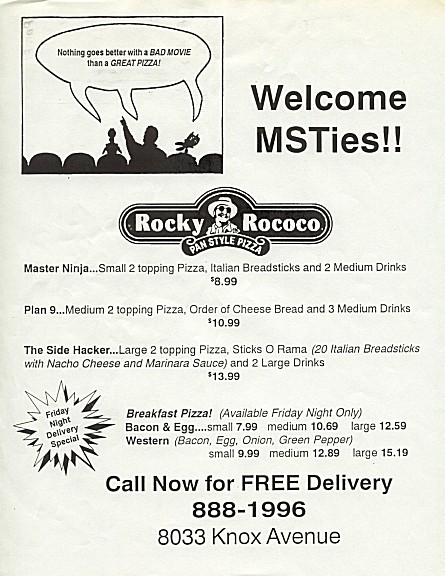 Nothing goes better with a BAD MOVIE
than a GREAT PIZZA!
Welcome
MSTies!!
Rocky Rococo
PAN STYLE PIZZA
Master Ninja...Small 2 topping Pizza, Italian Breadsticks and 2 Medium Drinks
$8.99
Plan 9...Medium 2 topping Pizza, Order of Cheese Bread and 3 Medium Drinks
$10.99
The Side Hacker...Large 2 topping Pizza, Sticks O Rama (20 Italian Breadsticks
with Nacho Cheese and Marinara Sauce) and 2 Large Drinks
$13.99
Friday
Night
Delivery
Special
Breakfast Pizza! (Available Friday Night Only)
Bacon & Egg....small 7.99 medium 10.69 large 12.59
Western (Bacon, Egg, Onion, Green Pepper)
small 9.99 medium 12.89 large 15.19
Call Now for FREE Delivery
888-1996
8033 Knox Avenue